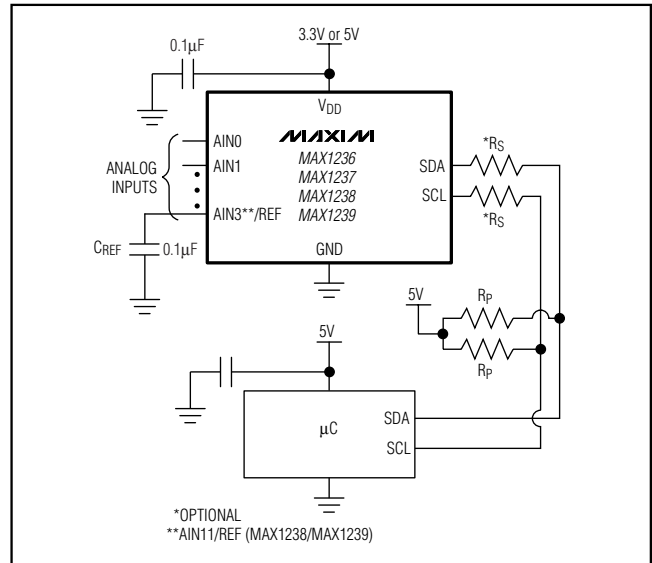 3.3V or 5V
0.1µF
VDD
MAXIM
MAX1236
MAX1237
MAX1238
MAX1239
AIN0
AIN1
AIN3**/REF
ANALOG
INPUTS
SDA
SCL
*RS
*RS
CREF
0.1µF
GND
5V
RP
RP
5V
µC
SDA
SCL
*OPTIONAL
**AIN11/REF (MAX1238/MAX1239)